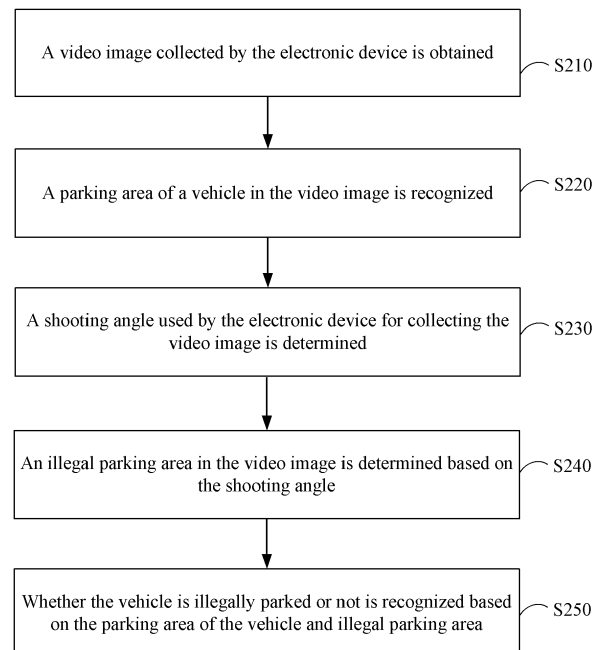 A video image collected by the electronic device is obtained
S210
A parking area of a vehicle in the video image is recognized
S220
A shooting angle used by the electronic device for collecting the
video image is determined
S230
An illegal parking area in the video image is determined based on
the shooting angle
S240
Whether the vehicle is illegally parked or not is recognized based
on the parking area of the vehicle and illegal parking area
S250